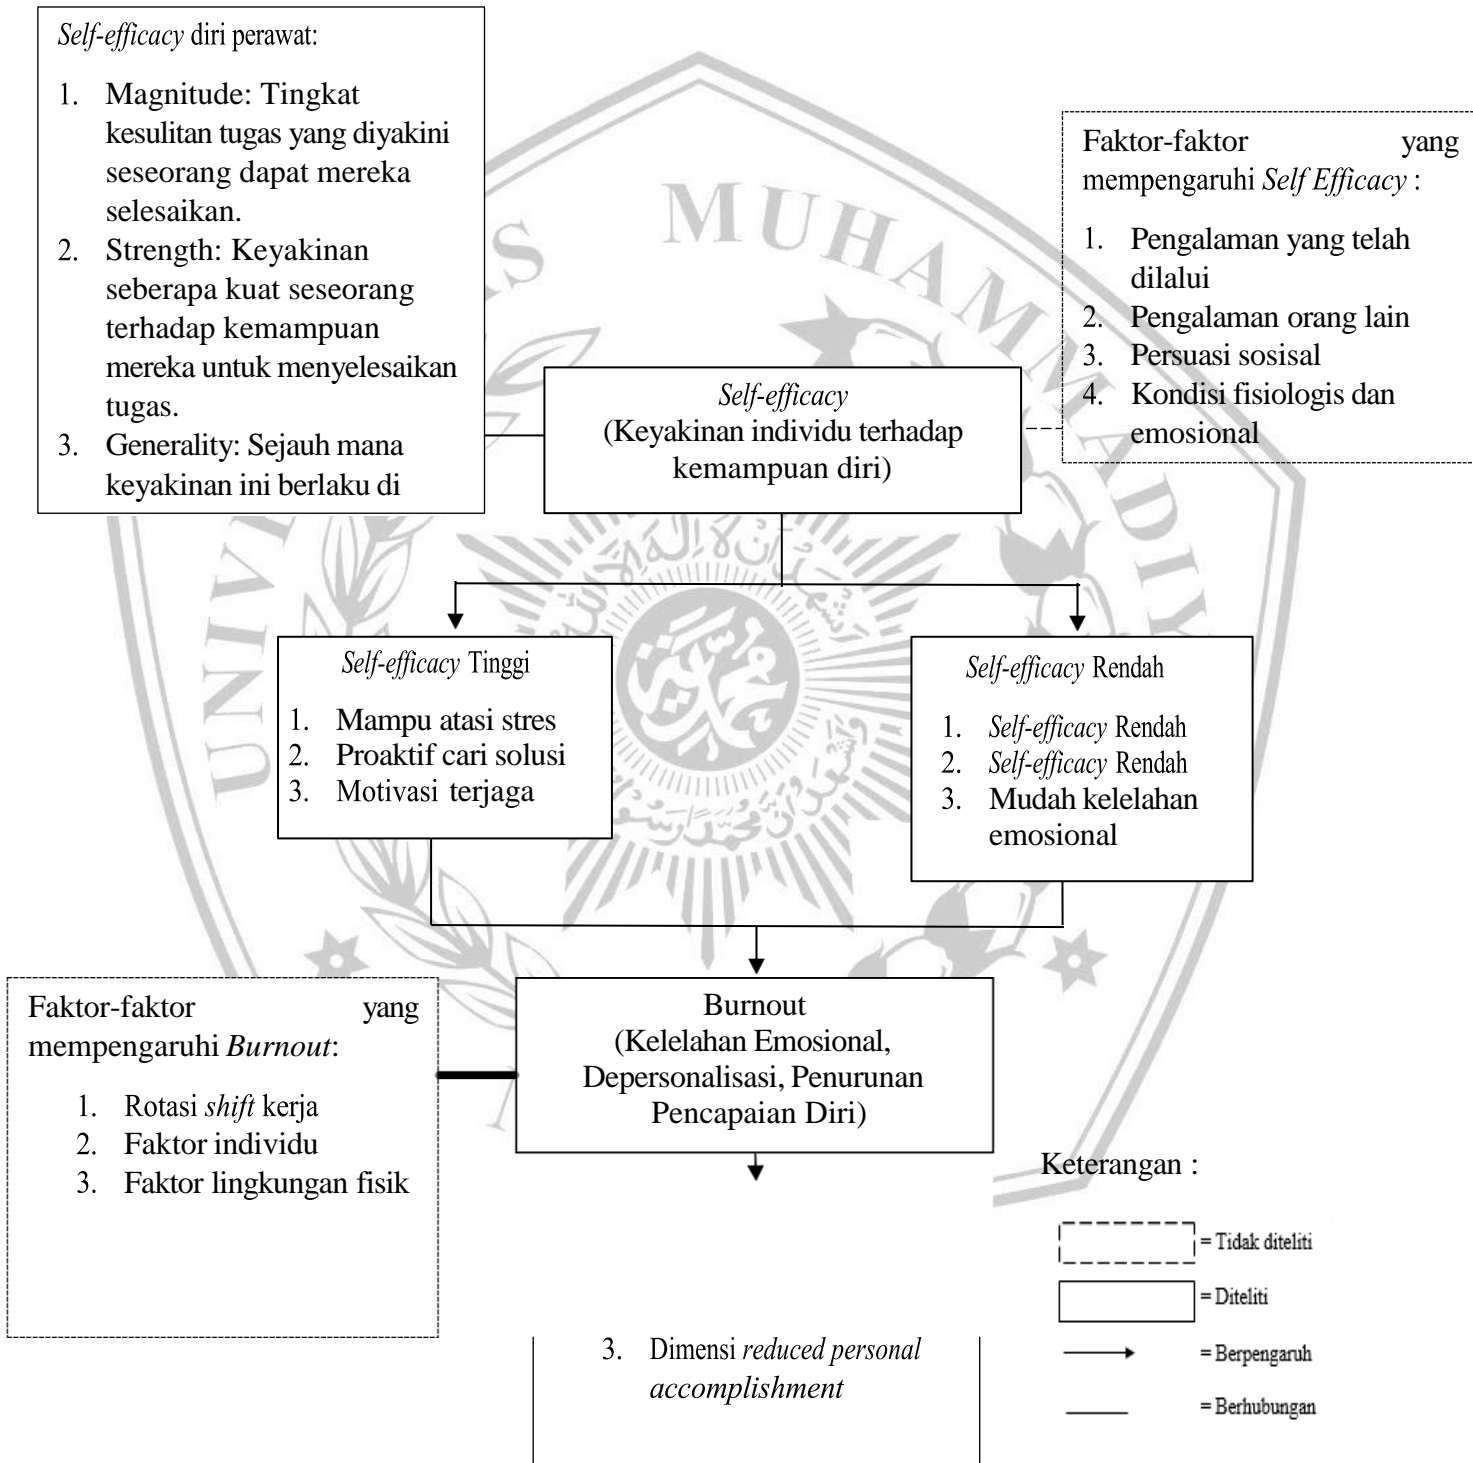 Self-efficacy diri perawat:
1. Magnitude: Tingkat
kesulitan tugas yang diyakini
seseorang dapat mereka
selesaikan.
2. Strength: Keyakinan
seberapa kuat seseorang
terhadap kemampuan
mereka untuk menyelesaikan
tugas.
3. Generality: Sejauh mana
keyakinan ini berlaku di
Faktor-faktor yang
mempengaruhi Self Efficacy :
1. Pengalaman yang telah
dilalui
2. Pengalaman orang lain
3. Persuasi sosisal
4. Kondisi fisiologis dan
emosional
Self-efficacy
(Keyakinan individu terhadap
kemampuan diri)
Self-efficacy Tinggi
1. Mampu atasi stres
2. Proaktif cari solusi
3. Motivasi terjaga
Self-efficacy Rendah
1. Self-efficacy Rendah
2. Self-efficacy Rendah
3. Mudah kelelahan
emosional
Faktor-faktor yang
mempengaruhi Burnout:
1. Rotasi shift kerja
2. Faktor individu
3. Faktor lingkungan fisik
Burnout
(Kelelahan Emosional,
Depersonalisasi, Penurunan
Pencapaian Diri)
3. Dimensi reduced personal
accomplishment
Keterangan :
= Tidak diteliti
= Diteliti
= Berpengaruh
= Berhubungan
MUHAMMADIY